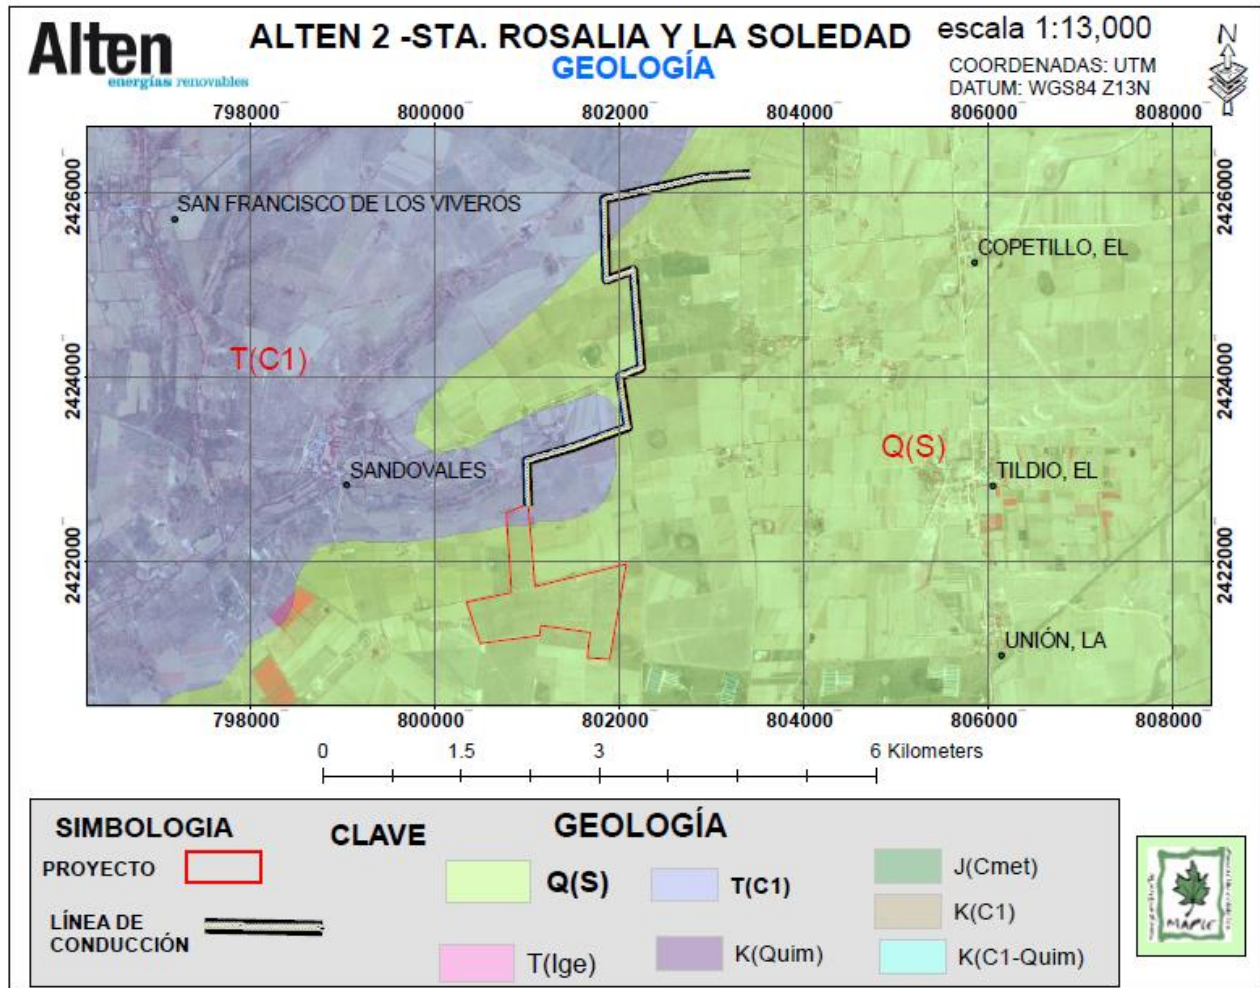 Alten
energías renovables
ALTEN 2 -STA. ROSALIA Y LA SOLEDAD
GEOLOGÍA
escala 1:13,000
COORDENADAS: UTM
DATUM: WGS84 Z13N
N
798000 800000 802000 804000 806000 808000
2426000 2426000
SAN FRANCISCO DE LOS VIVEROS
COPETILLO, EL
T(C1)
2424000 2424000
Q(S)
SANDOVALES
TILDIO, EL
2422000 2422000
UNIÓN, LA
798000 800000 802000 804000 806000 808000
0 1.5 3 6 Kilometers
SIMBOLOGIA
PROYECTO
LÍNEA DE
CONDUCCIÓN
CLAVE
GEOLOGÍA
Q(S)
T(C1)
J(Cmet)
K(C1)
T(Ige)
K(Quim)
K(C1-Quim)
MAPLE